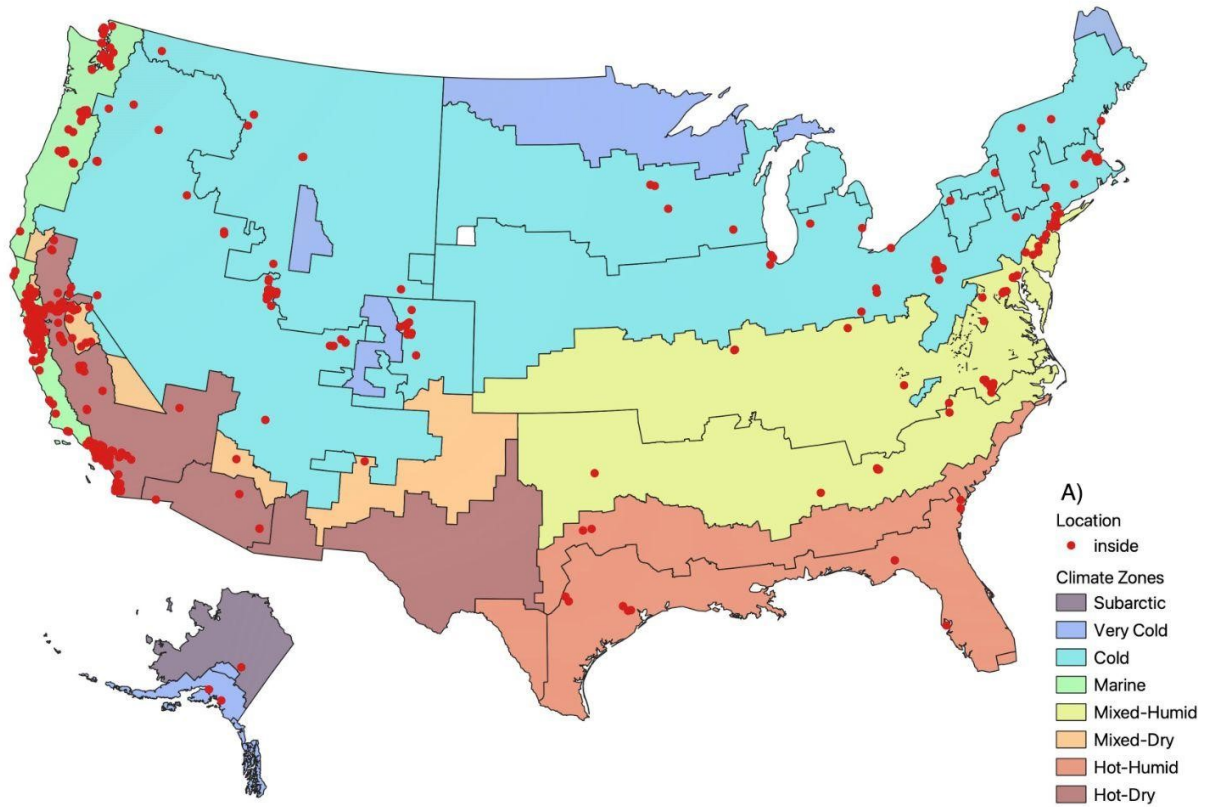 A)
Location
inside
Climate Zones
Subarctic
Very Cold
Cold
Marine
Mixed-Humid
Mixed-Dry
Hot-Humid
Hot-Dry